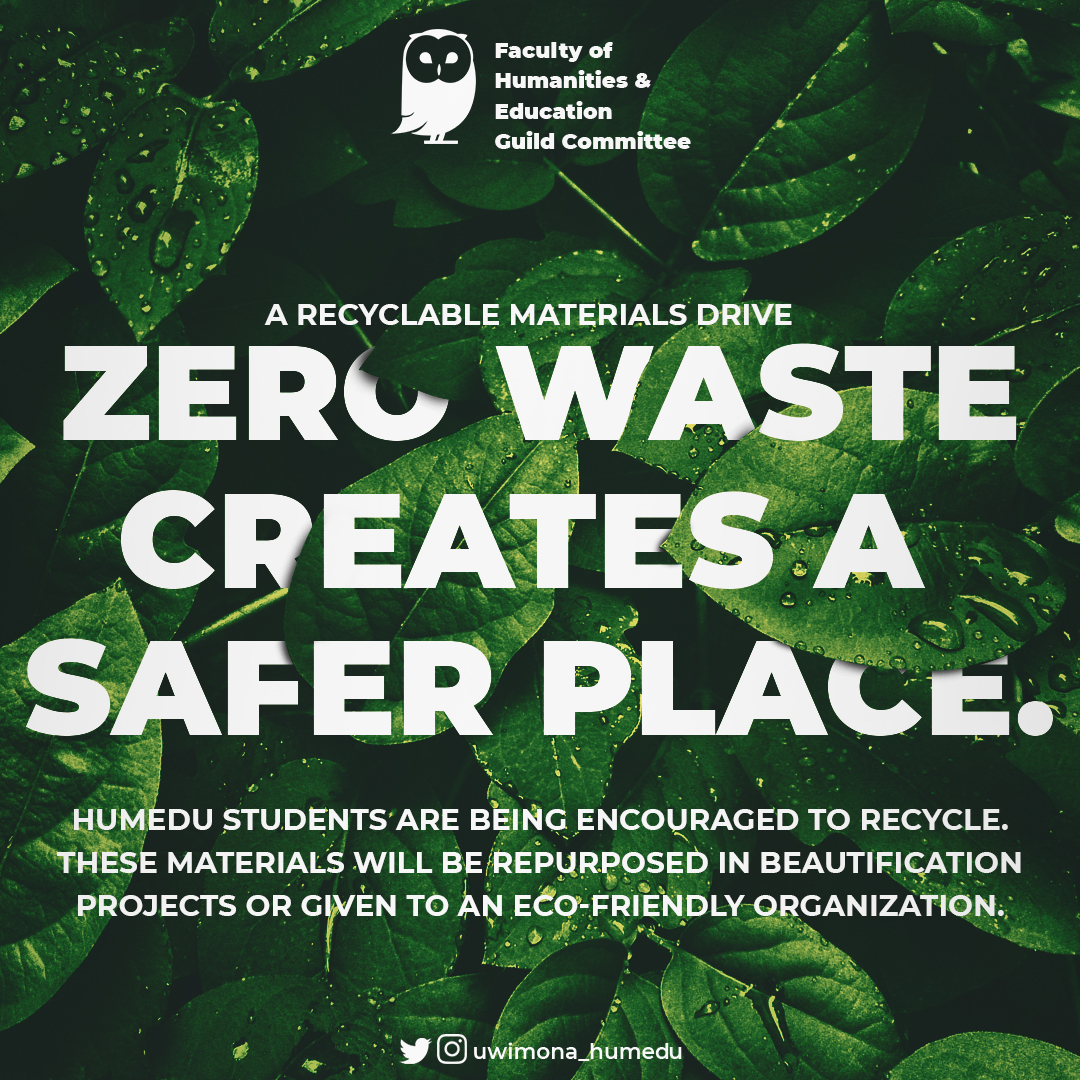 Faculty of
Humanities &
Education
Guild Committee
A RECYCLABLE MATERIALS DRIVE
ZERO WASTE
CREATES A
SAFER PLACE.
HUMEDU STUDENTS ARE BEING ENCOURAGED TO RECYCLE.
THESE MATERIALS WILL BE REPURPOSED IN BEAUTIFICATION
PROJECTS OR GIVEN TO AN ECO-FRIENDLY ORGANIZATION.
uwimona_humedu